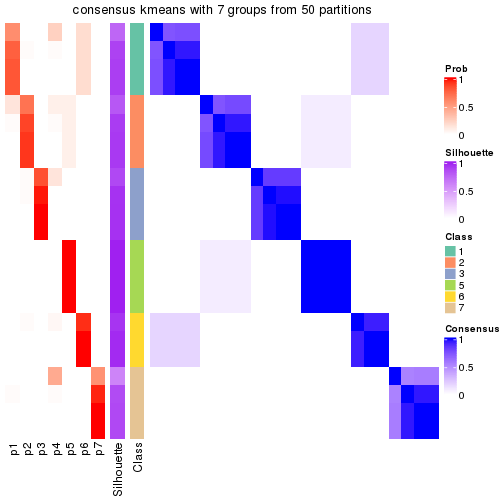 consensus kmeans with 7 groups from 50 partitions
Prob
1
0.5
0
Silhouette
1
0.5
0
Class
1
2
3
5
6
7
Consensus
1
0.5
0
p1
p2
p3
p4
p5
p6
p7
Silhouette
Class